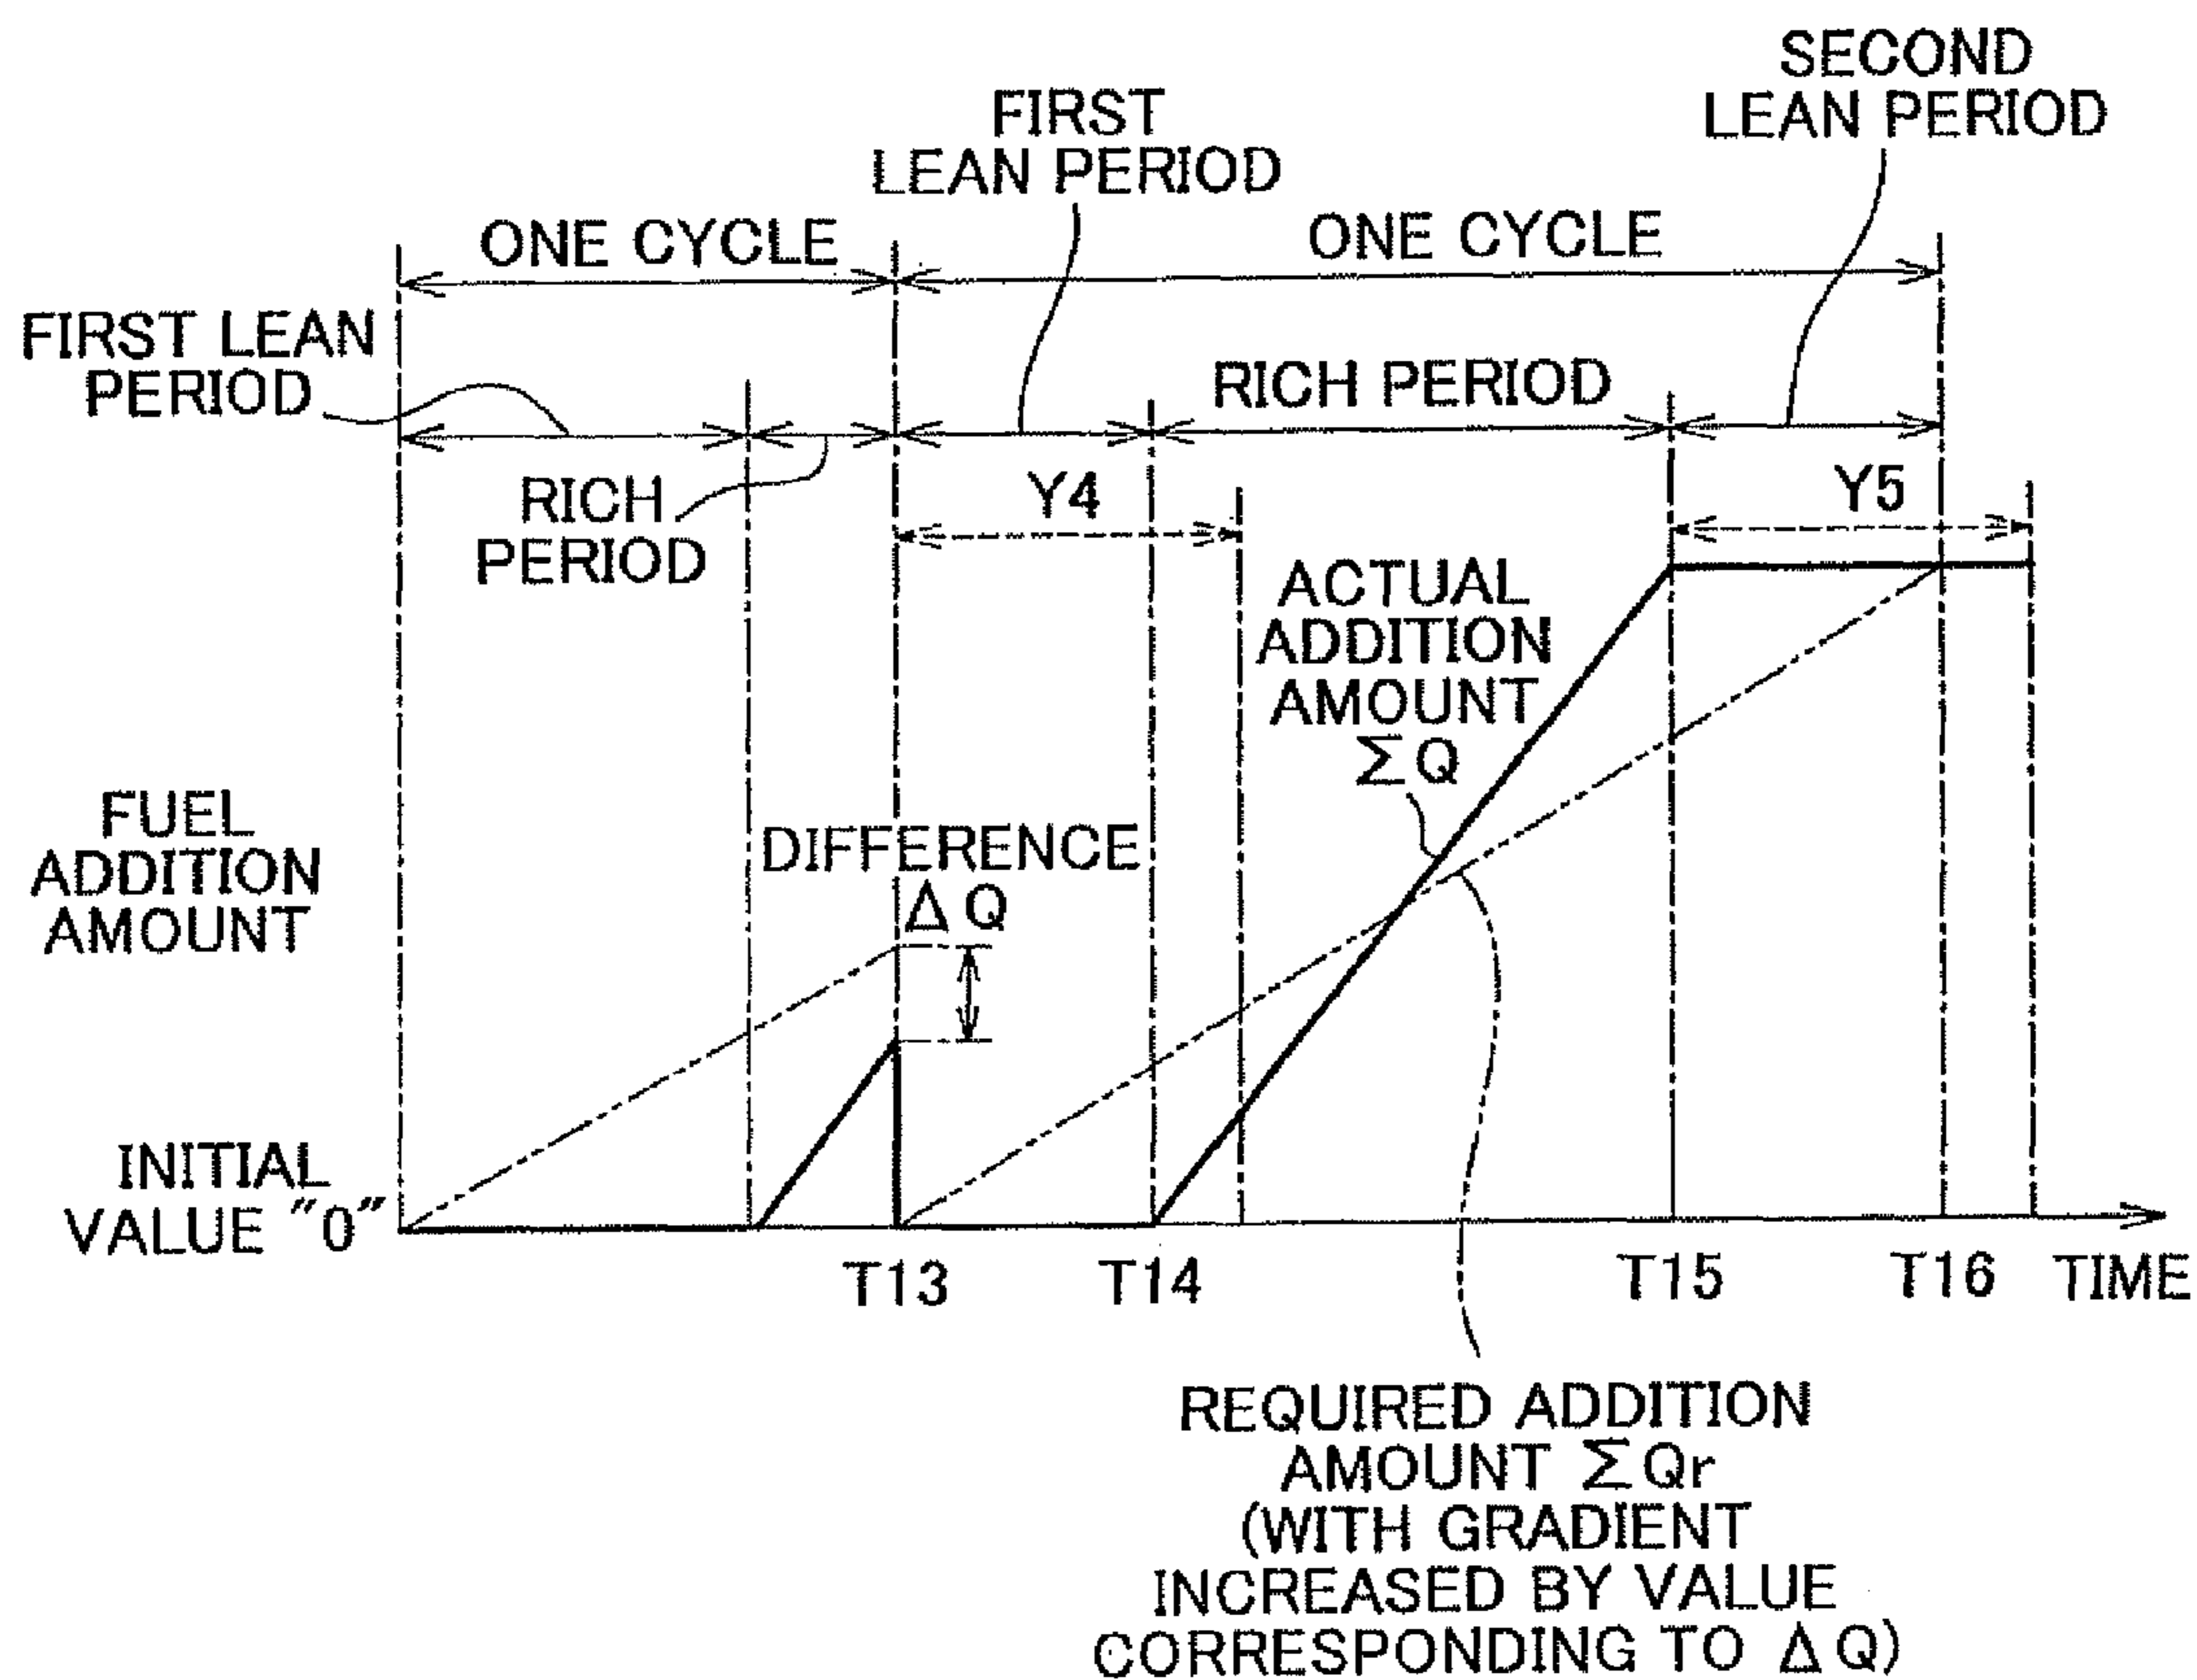 SECOND
LEAN PERIOD
FIRST
LEAN PERIOD
ONE CYCLE
ONE CYCLE
FIRST LEAN
PERIOD
RICH PERIOD
RICH
PERIOD
Y4
Y5
ACTUAL
ADDITION
AMOUNT
ΣQ
FUEL
ADDITION
AMOUNT
DIFFERENCE
ΔQ
INITIAL
VALUE "0"
T13
T14
T15
T16
TIME
REQUIRED ADDITION
AMOUNT ΣQr
(WITH GRADIENT
INCREASED BY VALUE
CORRESPONDING TO ΔQ)